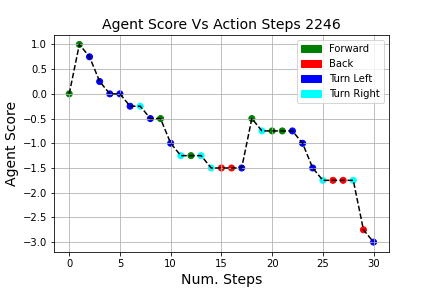 Agent Score Vs Action Steps 2246
Forward
Back
Turn Left
Turn Right
Agent Score
1.0
0.5
0.0
−0.5
−1.0
−1.5
−2.0
−2.5
−3.0
0 5 10 15 20 25 30
Num. Steps